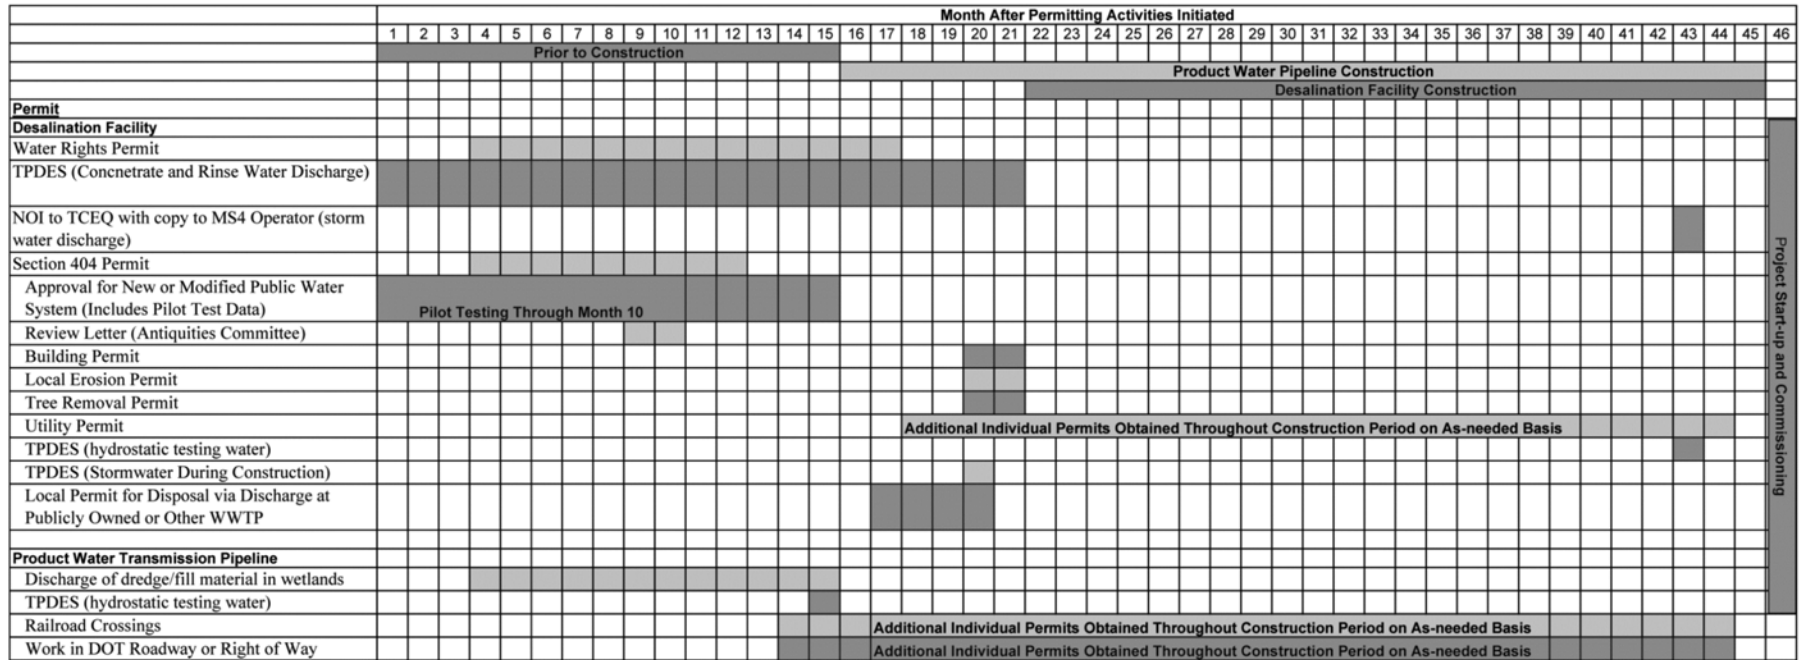 Month After Permitting Activities Initiated
1 2 3 4 5 6 7 8 9 10 11 12 13 14 15 16 17 18 19 20 21 22 23 24 25 26 27 28 29 30 31 32 33 34 35 36 37 38 39 40 41 42 43 44 45 46
Prior to Construction
Product Water Pipeline Construction
Desalination Facility Construction
Permit
Desalination Facility
Water Rights Permit
TPDES (Concnetrate and Rinse Water Discharge)
NOI to TCEQ with copy to MS4 Operator (storm
water discharge)
Section 404 Permit
Approval for New or Modified Public Water
System (Includes Pilot Test Data)
Pilot Testing Through Month 10
Review Letter (Antiquities Committee)
Building Permit
Local Erosion Permit
Tree Removal Permit
Utility Permit
Additional Individual Permits Obtained Throughout Construction Period on As-needed Basis
TPDES (hydrostatic testing water)
TPDES (Stormwater During Construction)
Local Permit for Disposal via Discharge at
Publicly Owned or Other WWTP
Product Water Transmission Pipeline
Discharge of dredge/fill material in wetlands
TPDES (hydrostatic testing water)
Railroad Crossings
Additional Individual Permits Obtained Throughout Construction Period on As-needed Basis
Work in DOT Roadway or Right of Way
Additional Individual Permits Obtained Throughout Construction Period on As-needed Basis
Project Start-up and Commissioning